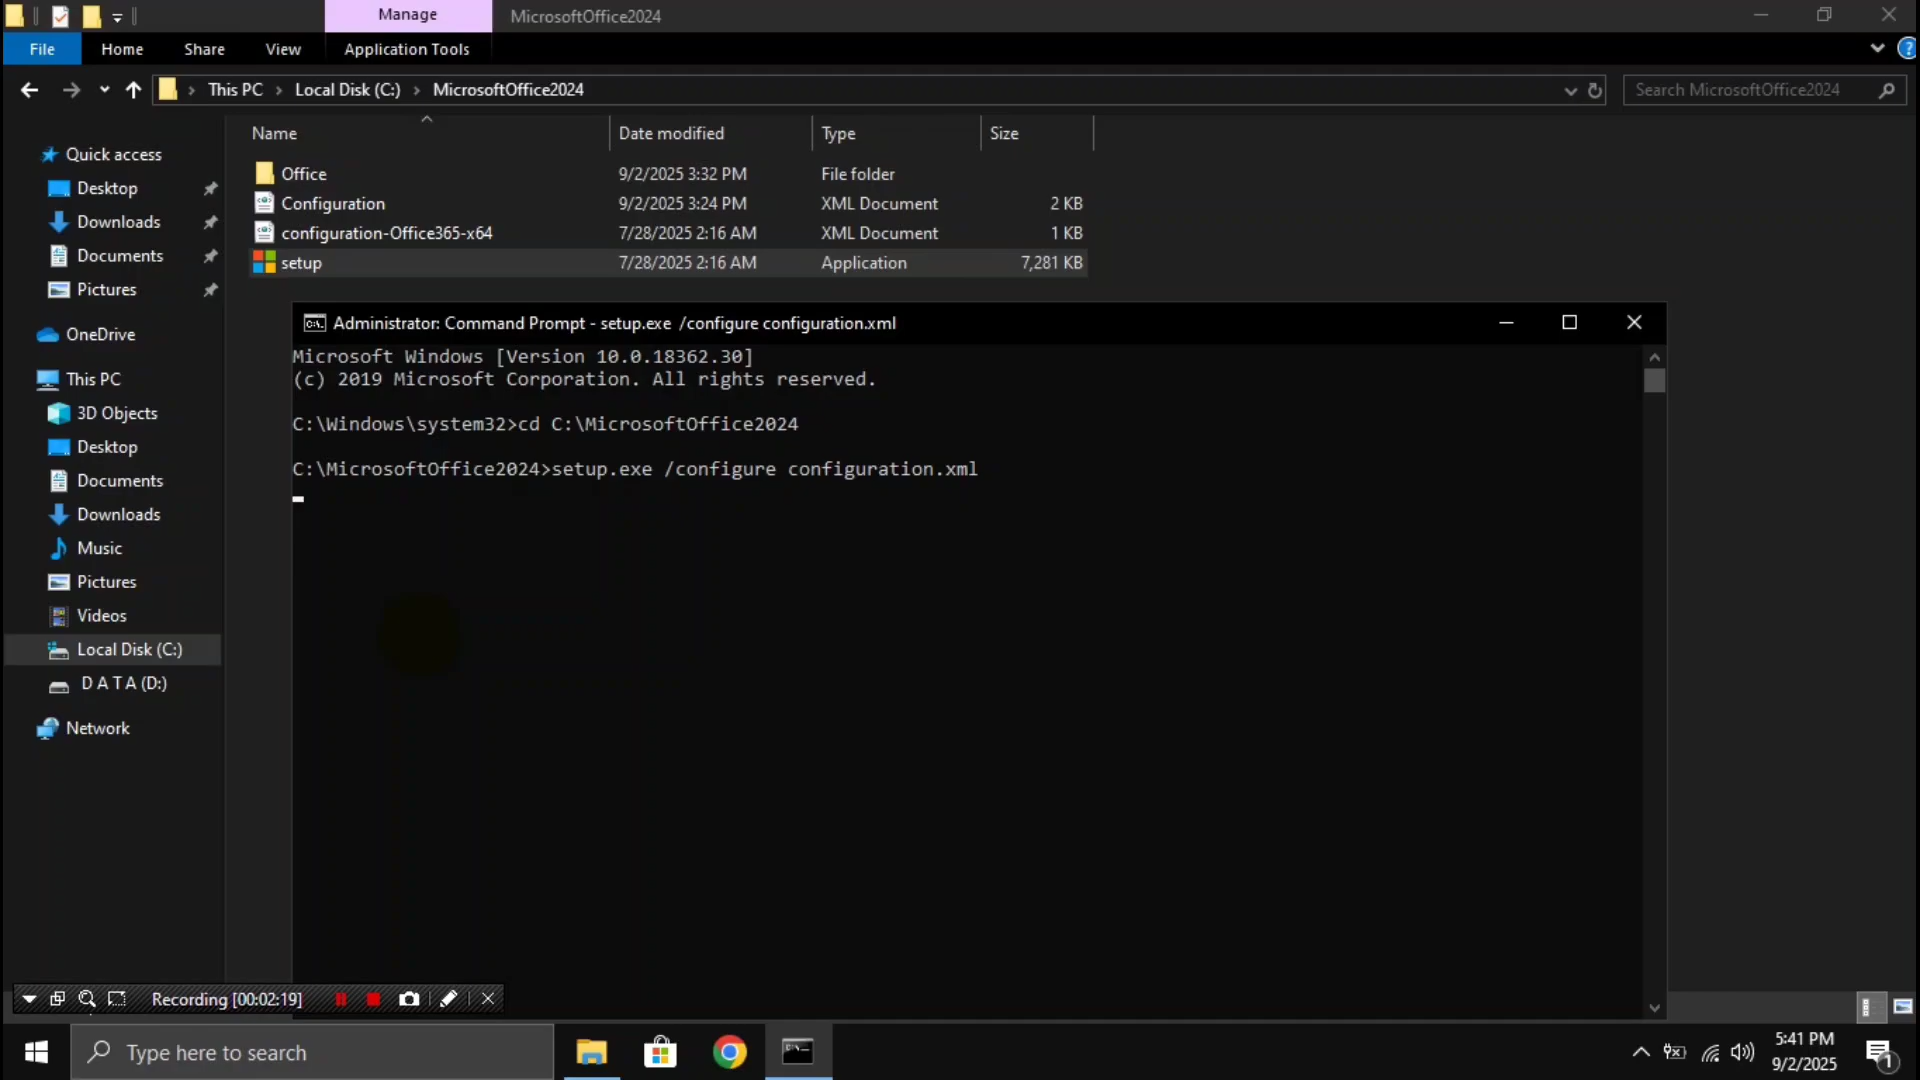 Manage
MicrosoftOffice2024
File Home Share View Application Tools
This PC Local Disk (C:) MicrosoftOffice2024
Search MicrosoftOffice2024
Name Date modified Type Size
Office 9/2/2025 3:32 PM File folder
Configuration 9/2/2025 3:24 PM XML Document 2 KB
configuration-Office365-x64 7/28/2025 2:16 AM XML Document 1 KB
setup 7/28/2025 2:16 AM Application 7,281 KB
Quick access
Desktop
Downloads
Documents
Pictures
OneDrive
This PC
3D Objects
Desktop
Documents
Downloads
Music
Pictures
Videos
Local Disk (C:)
D A T A (D:)
Network
Administrator: Command Prompt - setup.exe /configure configuration.xml
Microsoft Windows [Version 10.0.18362.30]
(c) 2019 Microsoft Corporation. All rights reserved.
C:\Windows\system32>cd C:\MicrosoftOffice2024
C:\MicrosoftOffice2024>setup.exe /configure configuration.xml
Recording [00:02:19]
Type here to search
5:41 PM
9/2/2025
1